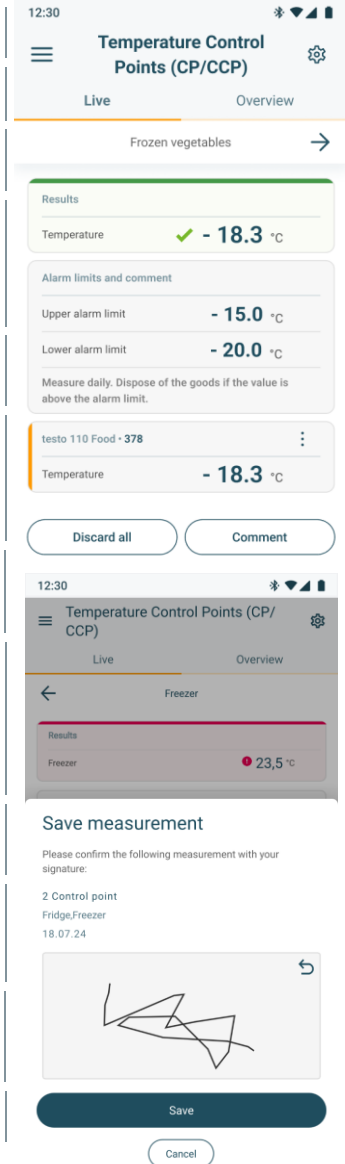 12:30
Temperature Control
Points (CP/CCP)
Live Overview
Frozen vegetables
Results
Temperature - 18.3 °C
Alarm limits and comment
Upper alarm limit - 15.0 °C
Lower alarm limit - 20.0 °C
Measure daily. Dispose of the goods if the value is
above the alarm limit.
testo 110 Food • 378
Temperature - 18.3 °C
Discard all Comment
12:30
Temperature Control Points (CP/
CCP)
Live Overview
Freezer
Results
Freezer 23,5 °C
Save measurement
Please confirm the following measurement with your
signature:
2 Control point
Fridge,Freezer
18.07.24
Save
Cancel